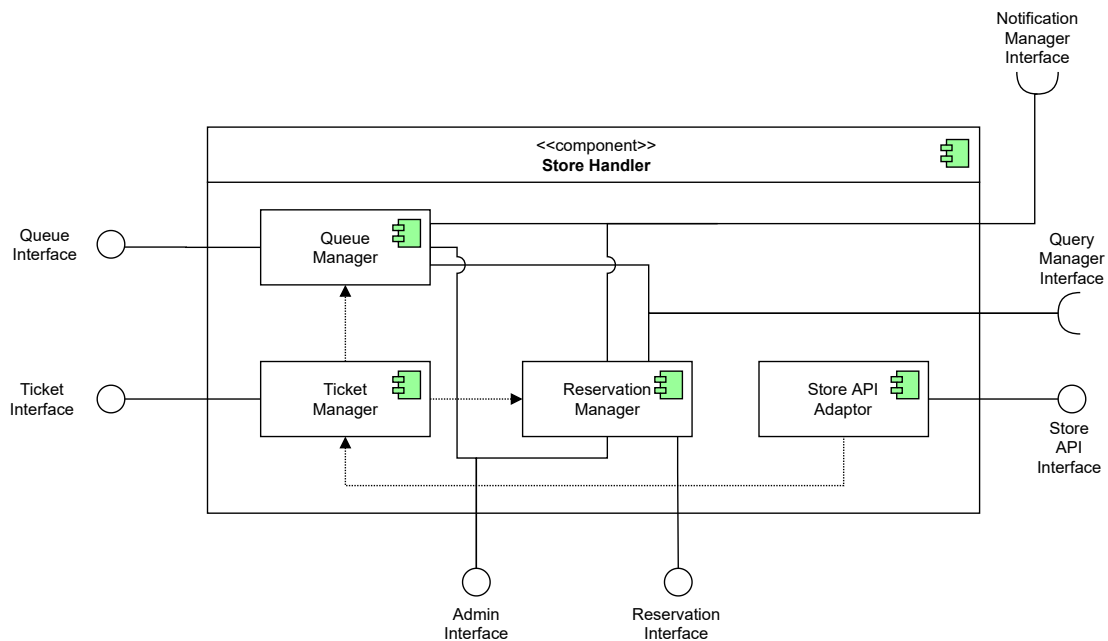 Notification
Manager
Interface
<<component>>
Store Handler
Queue
Interface
Queue
Manager
Query
Manager
Interface
Ticket
Interface
Ticket
Manager
Reservation
Manager
Store API
Adaptor
Store
API
Interface
Admin
Interface
Reservation
Interface